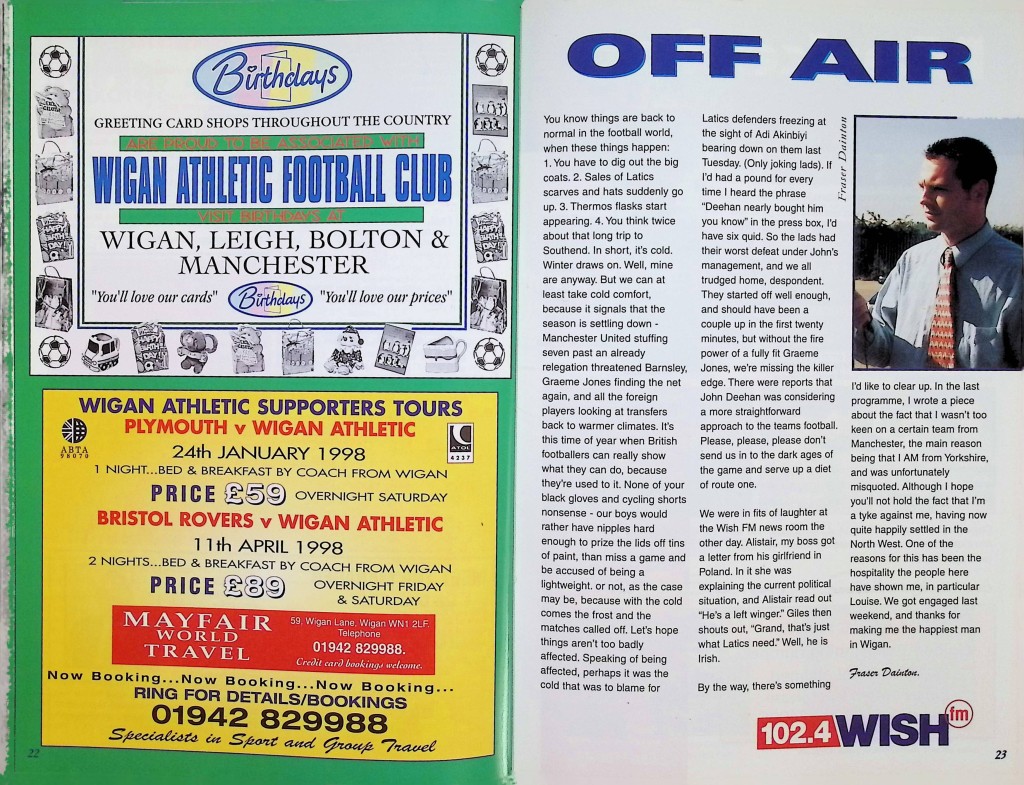 Birthdays
GREETING CARD SHOPS THROUGHOUT THE COUNTRY
ARE PROUD TO BE ASSOCIATED WITH
WIGAN ATHLETIC FOOTBALL CLUB
VISIT BIRTHDAYS AT
WIGAN, LEIGH, BOLTON &
MANCHESTER
"You'll love our cards" Birthdays "You'll love our prices"
WIGAN ATHLETIC SUPPORTERS TOURS
PLYMOUTH v WIGAN ATHLETIC
ABTA
98070
ATOL
4237
24th JANUARY 1998
1 NIGHT...BED & BREAKFAST BY COACH FROM WIGAN
PRICE £59 OVERNIGHT SATURDAY
BRISTOL ROVERS v WIGAN ATHLETIC
11th APRIL 1998
2 NIGHTS...BED & BREAKFAST BY COACH FROM WIGAN
PRICE £89 OVERNIGHT FRIDAY
& SATURDAY
MAYFAIR
WORLD
TRAVEL
59, Wigan Lane, Wigan WN1 2LF.
Telephone
01942 829988.
Credit card bookings welcome.
Now Booking...Now Booking...Now Booking...
RING FOR DETAILS/BOOKINGS
01942 829988
Specialists in Sport and Group Travel
22
OFF AIR
You know things are back to
normal in the football world,
when these things happen:
1. You have to dig out the big
coats. 2. Sales of Latics
scarves and hats suddenly go
up. 3. Thermos flasks start
appearing. 4. You think twice
about that long trip to
Southend. In short, it's cold.
Winter draws on. Well, mine
are anyway. But we can at
least take cold comfort,
because it signals that the
season is settling down -
Manchester United stuffing
seven past an already
relegation threatened Barnsley,
Graeme Jones finding the net
again, and all the foreign
players looking at transfers
back to warmer climates. It's
this time of year when British
footballers can really show
what they can do, because
they're used to it. None of your
black gloves and cycling shorts
nonsense - our boys would
rather have nipples hard
enough to prize the lids off tins
of paint, than miss a game and
be accused of being a
lightweight. or not, as the case
may be, because with the cold
comes the frost and the
matches called off. Let's hope
things aren't too badly
affected. Speaking of being
affected, perhaps it was the
cold that was to blame for
Latics defenders freezing at
the sight of Adi Akinbiyi
bearing down on them last
Tuesday. (Only joking lads). If
I'd had a pound for every
time I heard the phrase
"Deehan nearly bought him
you know" in the press box, I'd
have six quid. So the lads had
their worst defeat under John's
management, and we all
trudged home, despondent.
They started off well enough,
and should have been a
couple up in the first twenty
minutes, but without the fire
power of a fully fit Graeme
Jones, we're missing the killer
edge. There were reports that
John Deehan was considering
a more straightforward
approach to the teams football.
Please, please, please don't
send us in to the dark ages of
the game and serve up a diet
of route one.
We were in fits of laughter at
the Wish FM news room the
other day. Alistair, my boss got
a letter from his girlfriend in
Poland. In it she was
explaining the current political
situation, and Alistair read out
"He's a left winger." Giles then
shouts out, "Grand, that's just
what Latics need." Well, he is
Irish.
By the way, there's something
Fraser Dainton
I'd like to clear up. In the last
programme, I wrote a piece
about the fact that I wasn't too
keen on a certain team from
Manchester, the main reason
being that I AM from Yorkshire,
and was unfortunately
misquoted. Although I hope
you'll not hold the fact that I'm
a tyke against me, having now
quite happily settled in the
North West. One of the
reasons for this has been the
hospitality the people here
have shown me, in particular
Louise. We got engaged last
weekend, and thanks for
making me the happiest man
in Wigan.
Fraser Dainton.
102.4 WISH fm
23